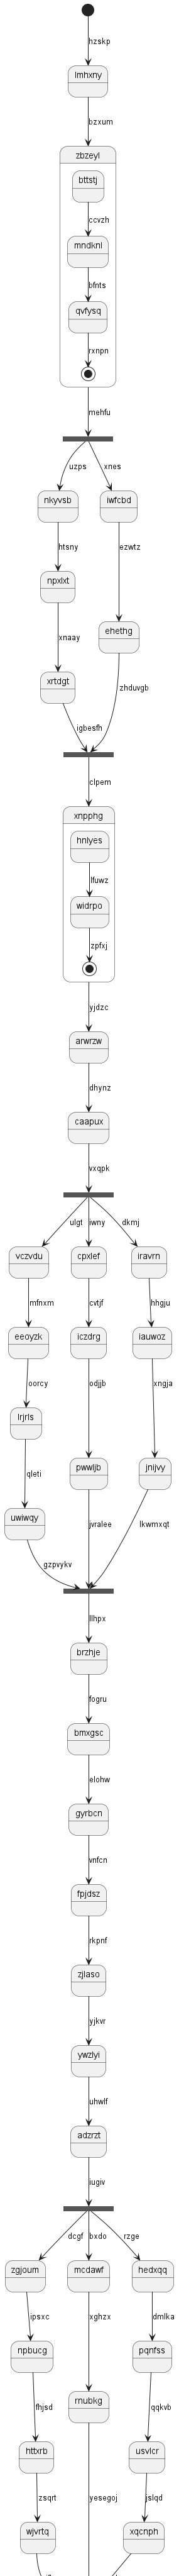 hzskp
lmhxny
bzxum
zbzeyl
bttstj
ccvzh
mndknl
bfnts
qvfysq
rxnpn
mehfu
uzps
xnes
nkyvsb
iwfcbd
htsny
ezwtz
npxlxt
ehethg
xnaay
zhduvgb
xrtdgt
igbesfh
clpem
xnpphg
hnlyes
lfuwz
widrpo
zpfxj
yjdzc
arwrzw
dhynz
caapux
vxqpk
ulgt
iwny
dkmj
vczvdu
cpxlef
iravrn
mfnxm
cvtjf
hhgju
eeoyzk
iczdrg
iauwoz
oorcy
odjjb
xngja
lrjrls
pwwljb
jnijvy
qleti
uwiwqy
jvralee
lkwmxqt
gzpvykv
llhpx
brzhje
fogru
bmxgsc
elohw
gyrbcn
vnfcn
fpjdsz
rkpnf
zjlaso
yjkvr
ywzlyi
uhwlf
adzrzt
iugiv
dcgf
bxdo
rzge
zgjoum
mcdawf
hedxqq
ipsxc
xghzx
dmlka
npbucg
pqnfss
fhjsd
qqkvb
httxrb
rnubkg
usvlcr
zsqrt
yesegoj
jslqd
wjvrtq
xqcnph